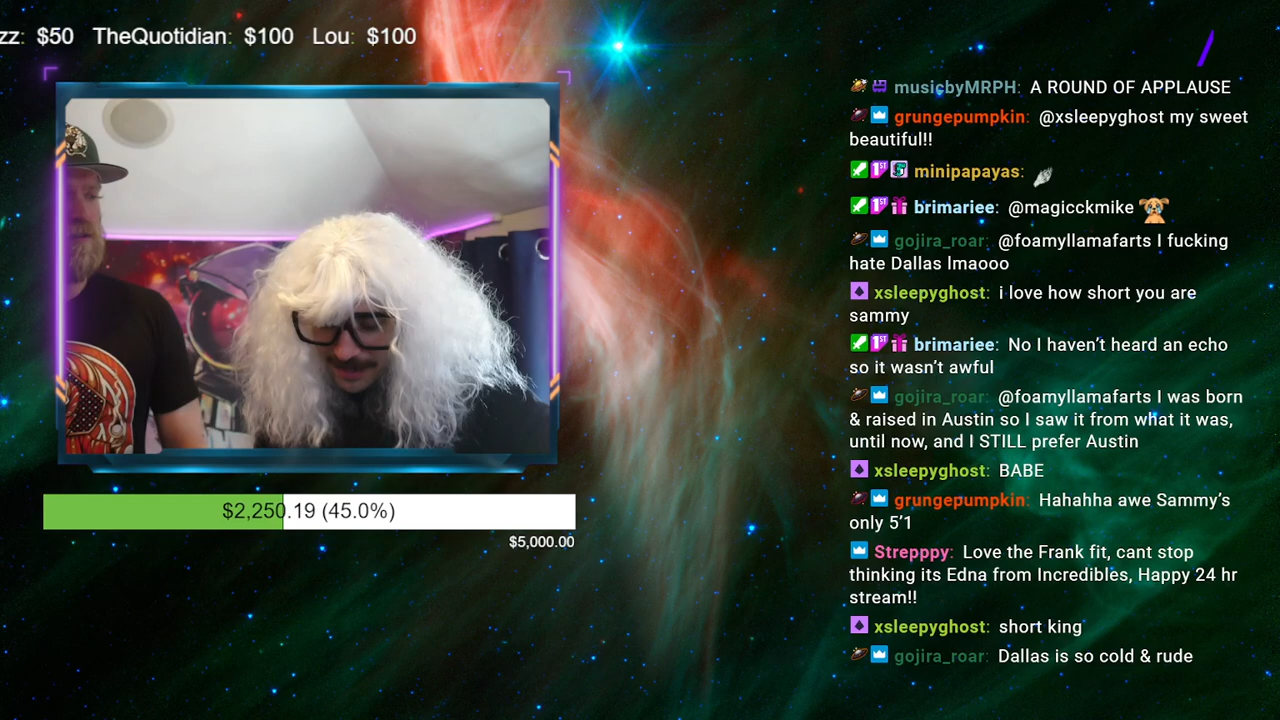 zz: $50 TheQuotidian: $100 Lou: $100
musicbyMRPH: A ROUND OF APPLAUSE
grungepumpkin: @xsleepyghost my sweet
beautiful!!
minipapayas:
brimariee: @magicckmike
gojira_roar: @foamyllamafarts I fucking
hate Dallas lmaooo
xsleepyghost: i love how short you are
sammy
brimariee: No I haven't heard an echo
so it wasn't awful
gojira_roar: @foamyllamafarts I was born
& raised in Austin so I saw it from what it was,
until now, and I STILL prefer Austin
xsleepyghost: BABE
grungepumpkin: Hahahha awe Sammy's
only 5'1
Strepppy: Love the Frank fit, cant stop
thinking its Edna from Incredibles, Happy 24 hr
stream!!
xsleepyghost: short king
gojira_roar: Dallas is so cold & rude
$2,250.19 (45.0%)
$5,000.00